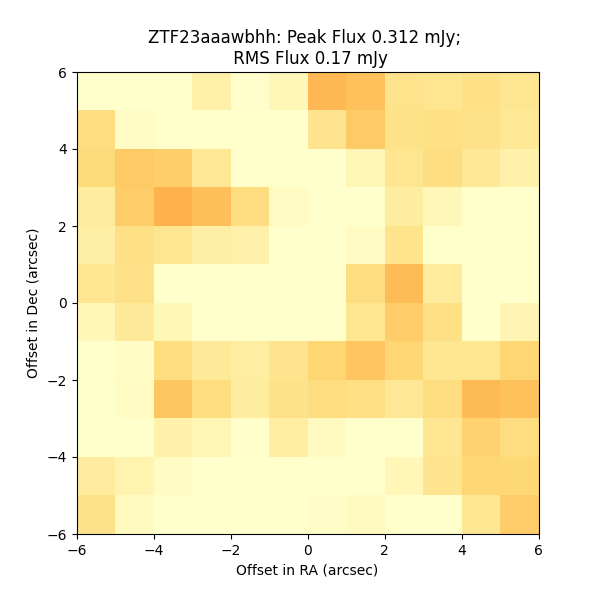 ZTF23aaawbhh: Peak Flux 0.312 mJy;
RMS Flux 0.17 mJy
6
4
2
0
−2
−4
−6
Offset in Dec (arcsec)
−6 −4 −2 0 2 4 6
Offset in RA (arcsec)